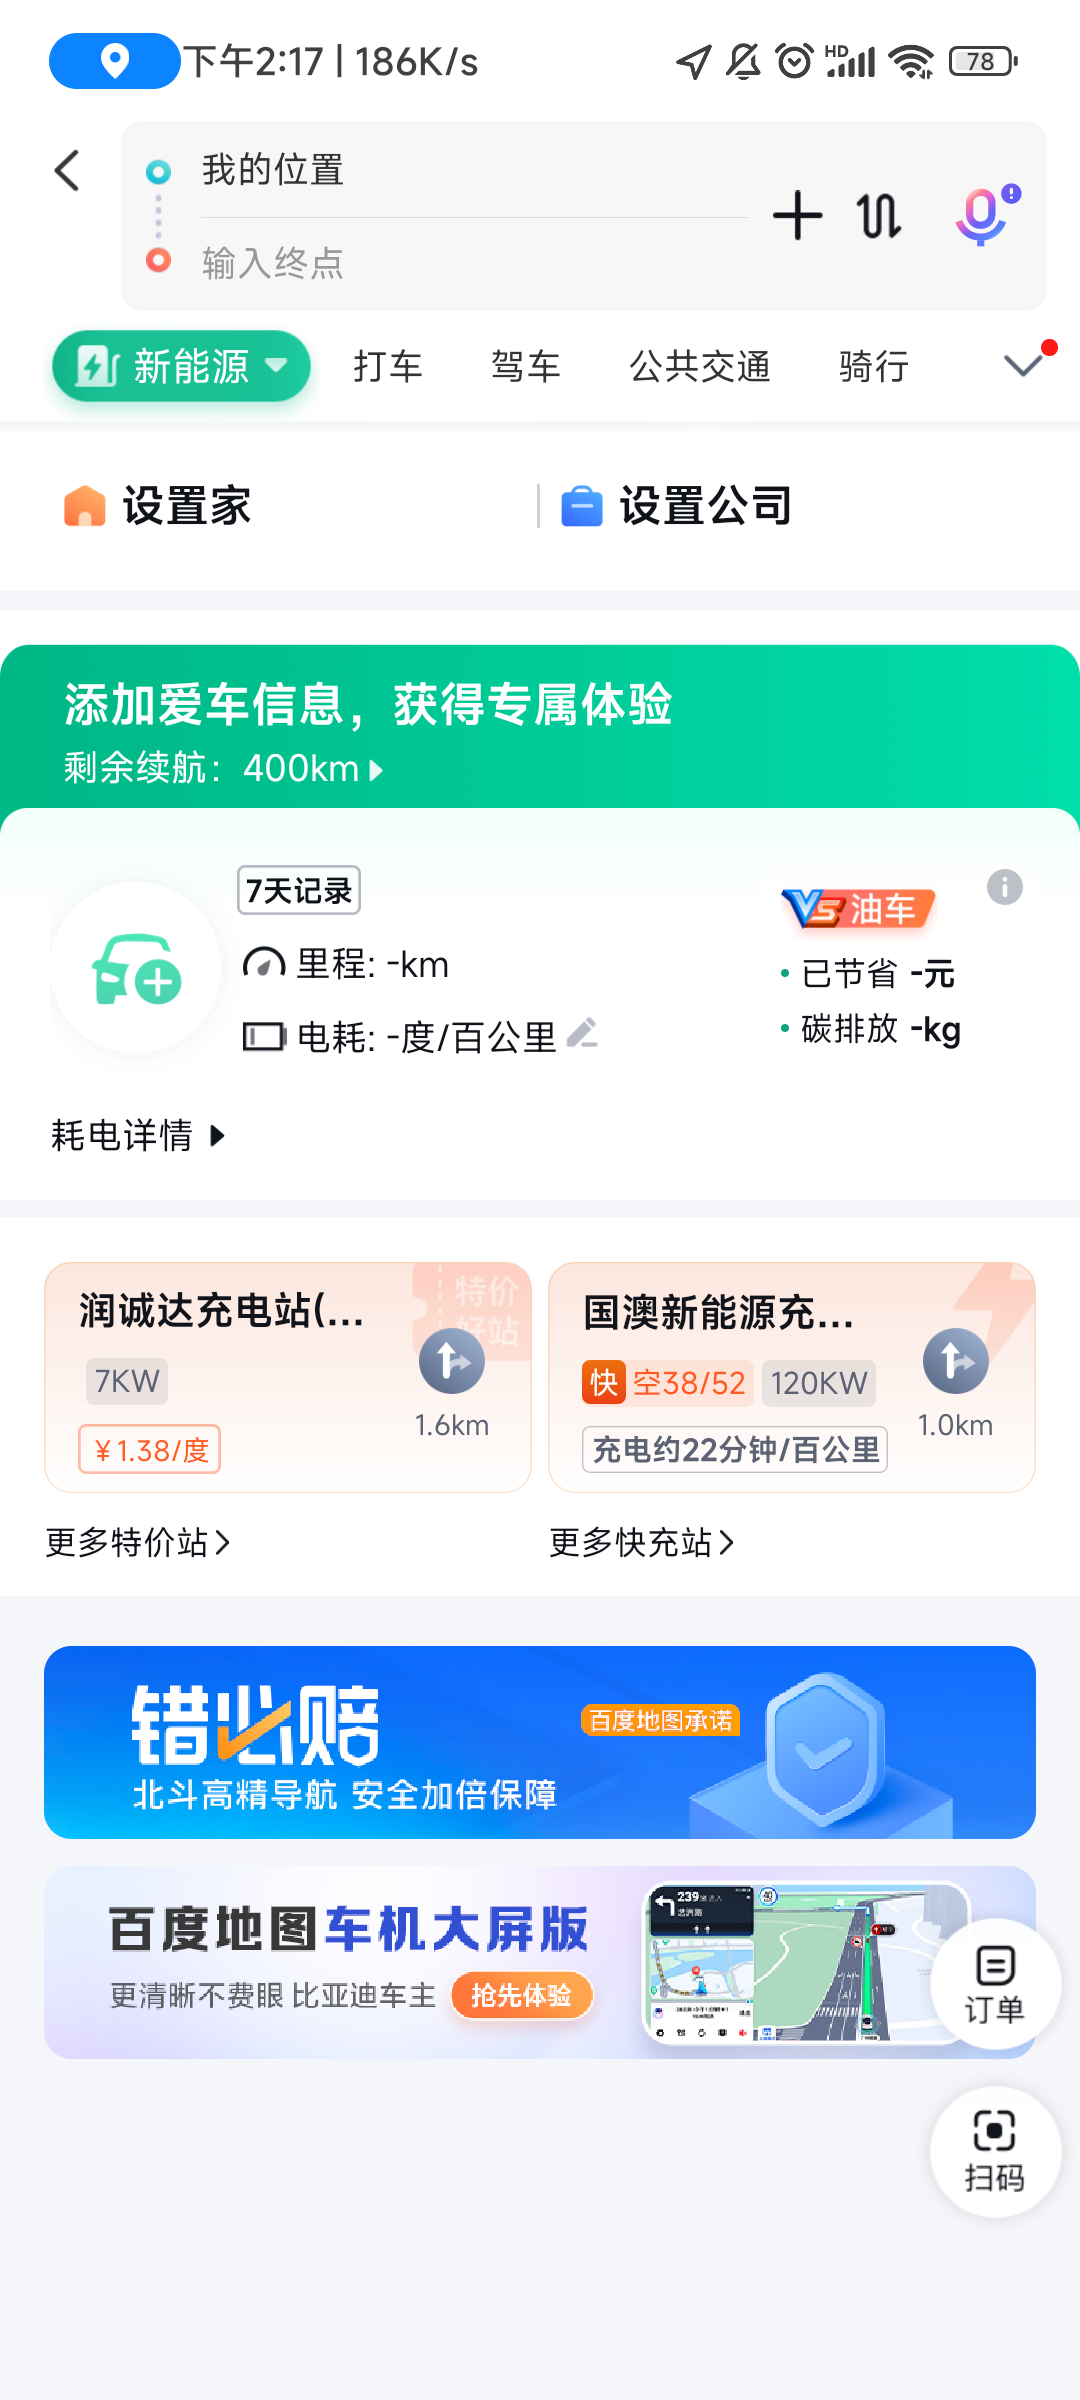 下午2:17 | 186K/s
HD
78
我的位置
输入终点
新能源
打车
驾车
公共交通
骑行
设置家
设置公司
添加爱车信息，获得专属体验
剩余续航：400km
7天记录
里程: -km
电耗: -度/百公里
VS 油车
已节省 -元
碳排放 -kg
耗电详情
特价
好站
润诚达充电站(...
7KW
¥1.38/度
1.6km
国澳新能源充...
快 空38/52 120KW
充电约22分钟/百公里
1.0km
更多特价站
更多快充站
错必赔
北斗高精导航 安全加倍保障
百度地图承诺
百度地图车机大屏版
更清晰不费眼 比亚迪车主
抢先体验
239
订单
扫码